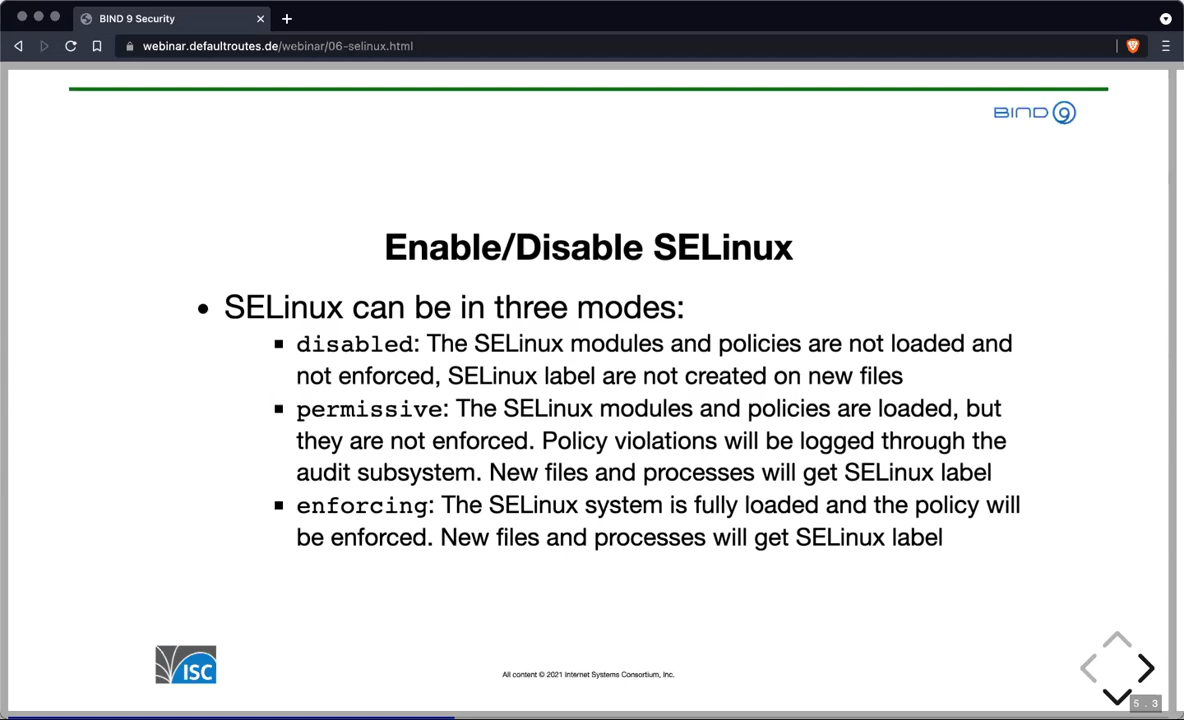 BIND 9 Security
webinar.defaultroutes.de/webinar/06-selinux.html
BIND 9
Enable/Disable SELinux
• SELinux can be in three modes:
▪ disabled: The SELinux modules and policies are not loaded and
not enforced, SELinux label are not created on new files
▪ permissive: The SELinux modules and policies are loaded, but
they are not enforced. Policy violations will be logged through the
audit subsystem. New files and processes will get SELinux label
▪ enforcing: The SELinux system is fully loaded and the policy will
be enforced. New files and processes will get SELinux label
ISC
All content © 2021 Internet Systems Consortium, Inc.
5 . 3